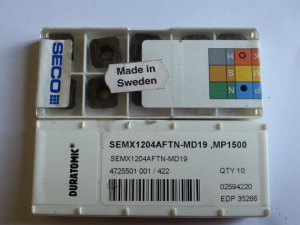 SECO
Made in
Sweden
K
H
S
N
DURATOMIC®
SEMX1204AFTN-MD19 ,MP1500
SEMX1204AFTN-MD19
4725501 001 / 422
QTY 10
02594220
EDP 35266